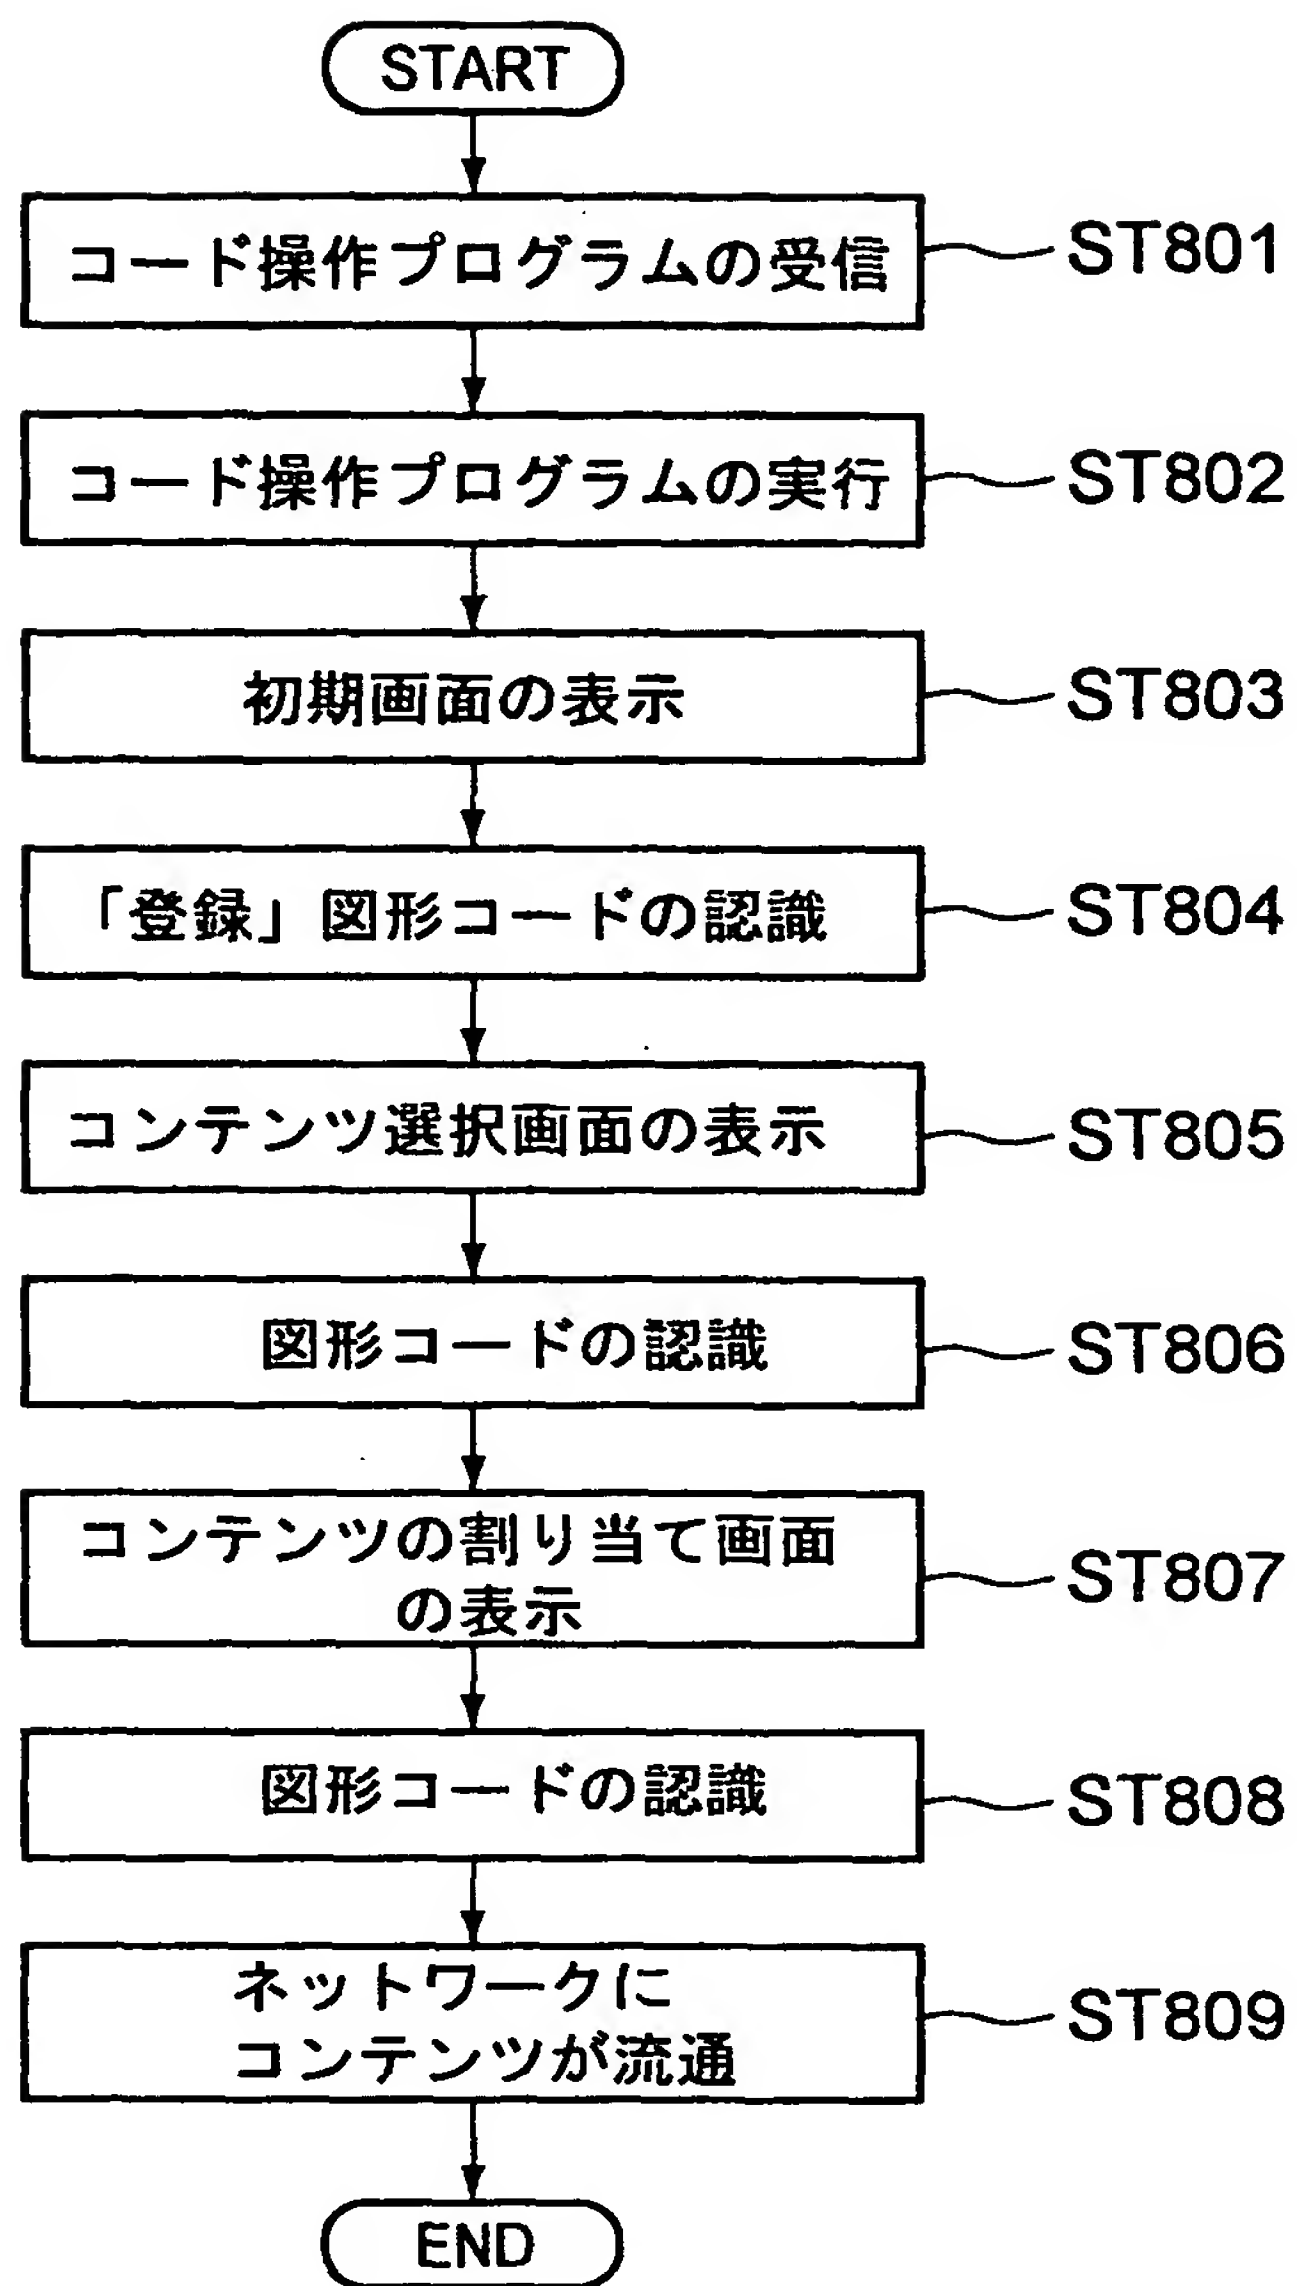 START
コード操作プログラムの受信
ST801
コード操作プログラムの実行
ST802
初期画面の表示
ST803
「登録」図形コードの認識
ST804
コンテンツ選択画面の表示
ST805
図形コードの認識
ST806
コンテンツの割り当て画面
の表示
ST807
図形コードの認識
ST808
ネットワークに
コンテンツが流通
ST809
END